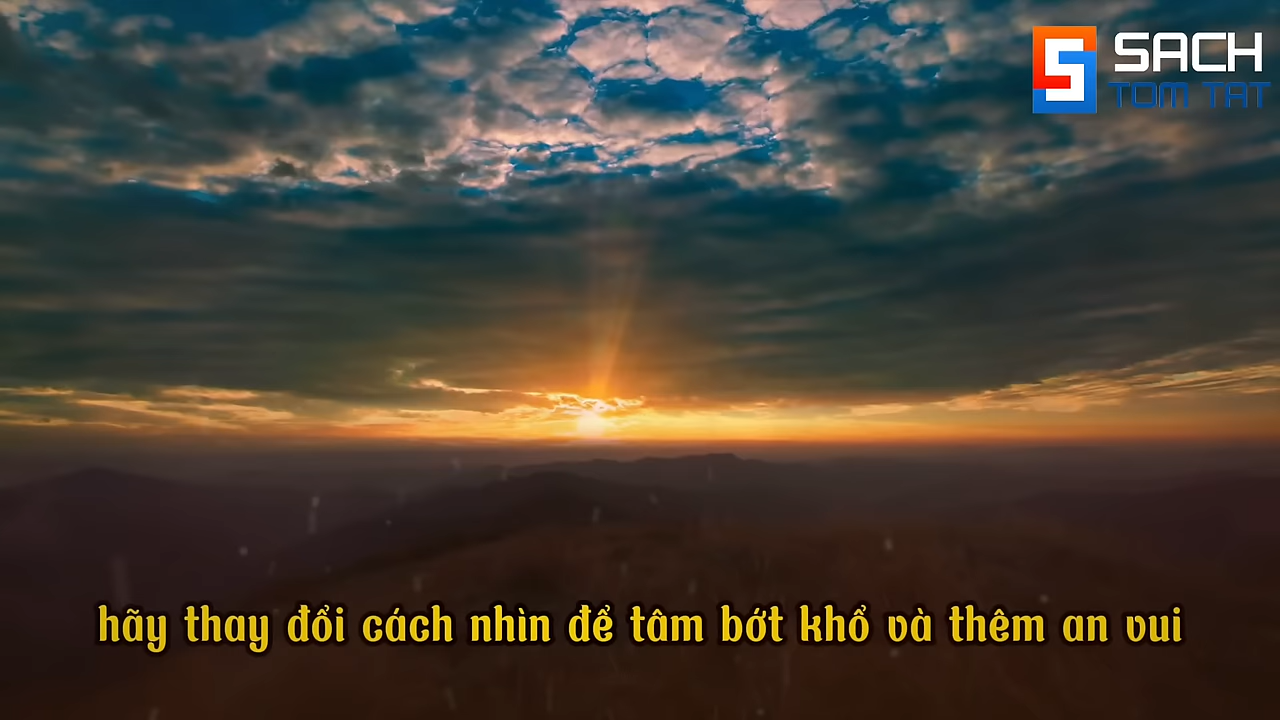 SACH
TOM TAT
hãy thay đổi cách nhìn để tâm bớt khổ và thêm an vui